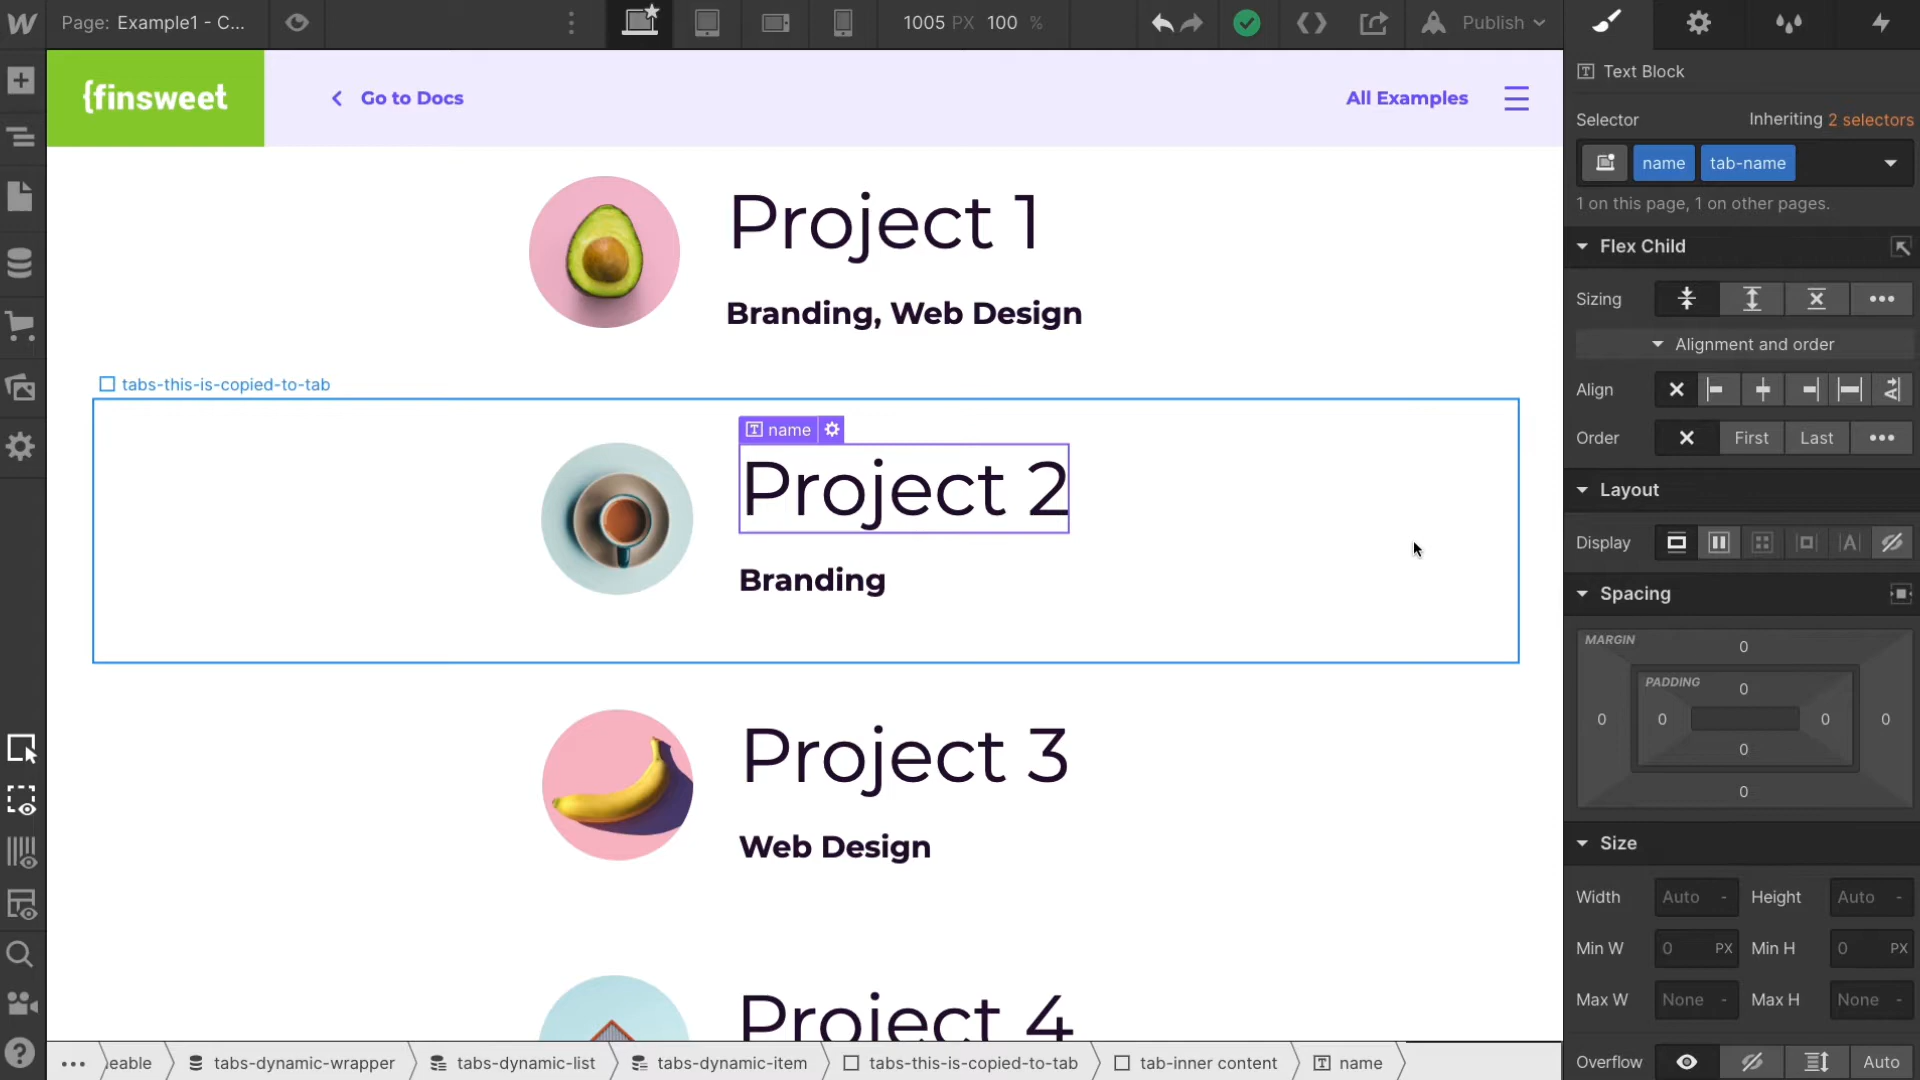 Page: Example1 - C...
1005 PX 100 %
Publish
{finsweet
Go to Docs
All Examples
Project 1
Branding, Web Design
tabs-this-is-copied-to-tab
name
Project 2
Branding
Project 3
Web Design
Project 4
eable
tabs-dynamic-wrapper
tabs-dynamic-list
tabs-dynamic-item
tabs-this-is-copied-to-tab
tab-inner content
name
Text Block
Selector
Inheriting 2 selectors
name
tab-name
1 on this page, 1 on other pages.
Flex Child
Sizing
Alignment and order
Align
Order
First
Last
Layout
Display
Spacing
MARGIN
0
PADDING
0
0 0 0 0
0
0
Size
Width Auto - Height Auto -
Min W 0 PX Min H 0 PX
Max W None - Max H None -
Overflow Auto